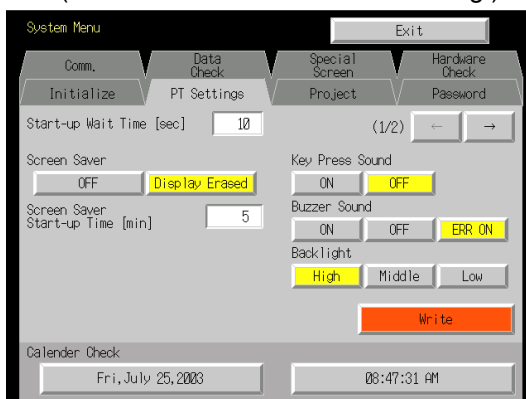 System Menu
Exit
Comm.
Data
Check
Special
Screen
Hardware
Check
Initialize
PT Settings
Project
Password
Start-up Wait Time [sec] 10
(1/2) ← →
Screen Saver
OFF Display Erased
Key Press Sound
ON OFF
Screen Saver
Start-up Time [min] 5
Buzzer Sound
ON OFF ERR ON
Backlight
High Middle Low
Write
Calender Check
Fri,July 25,2003
08:47:31 AM